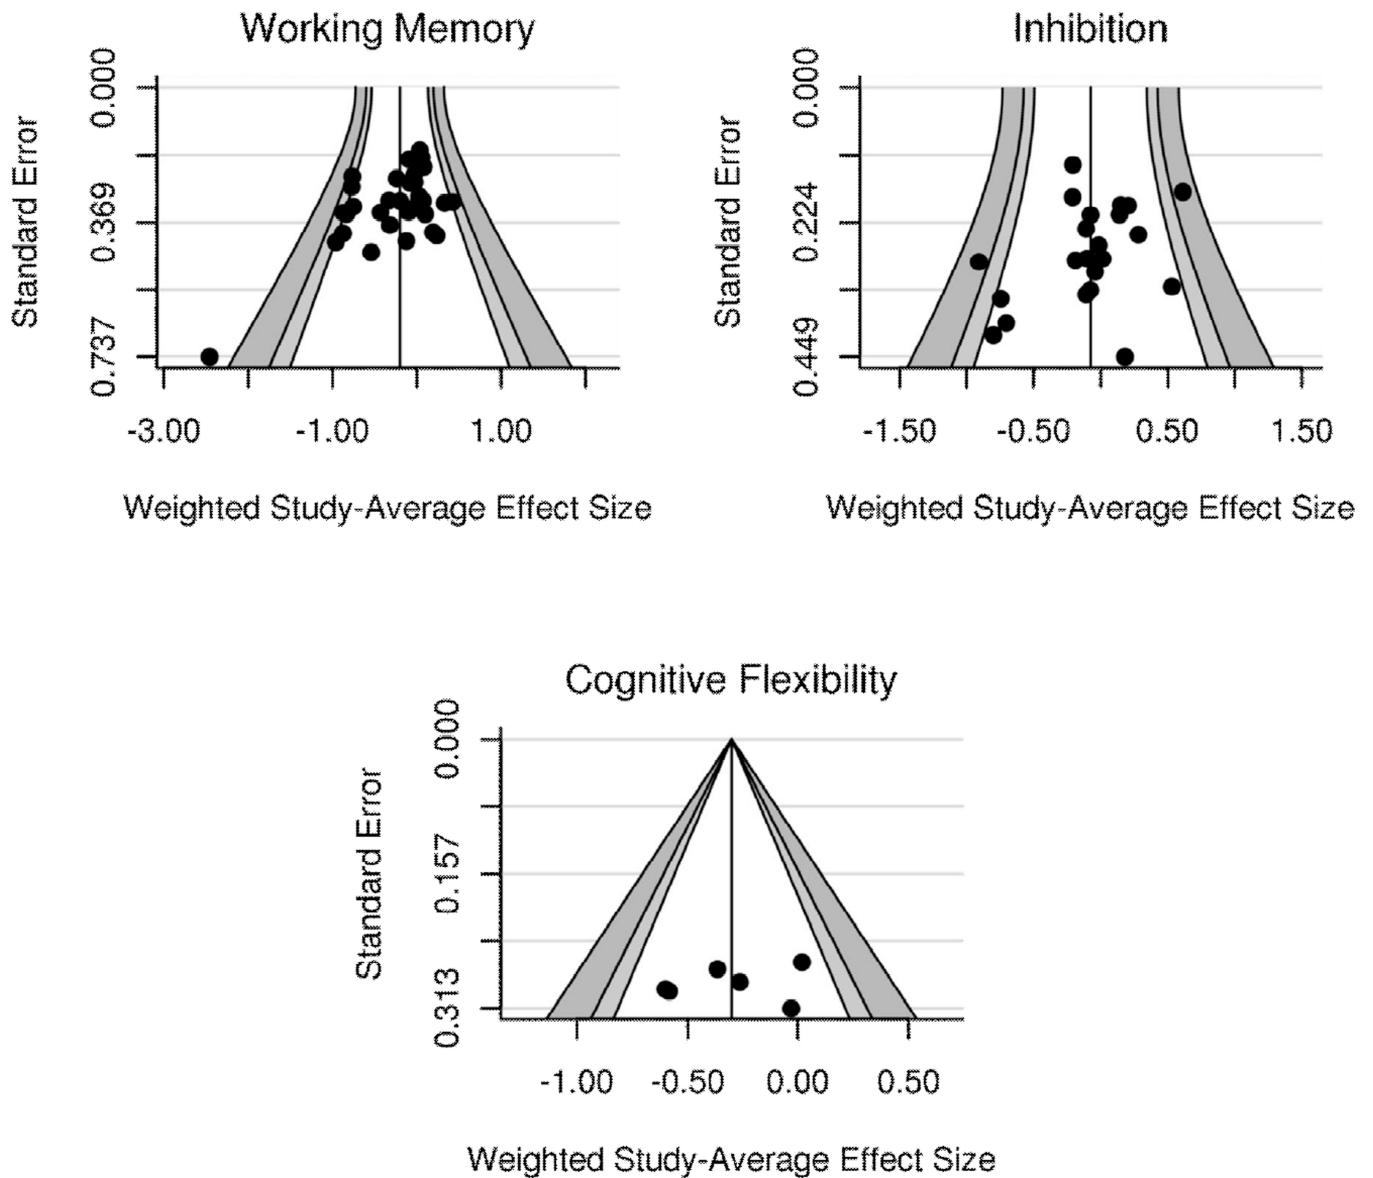 Working Memory
Standard Error
0.000
0.369
0.737
-3.00 -1.00 1.00
Weighted Study-Average Effect Size
Inhibition
Standard Error
0.000
0.224
0.449
-1.50 -0.50 0.50 1.50
Weighted Study-Average Effect Size
Cognitive Flexibility
Standard Error
0.000
0.157
0.313
-1.00 -0.50 0.00 0.50
Weighted Study-Average Effect Size